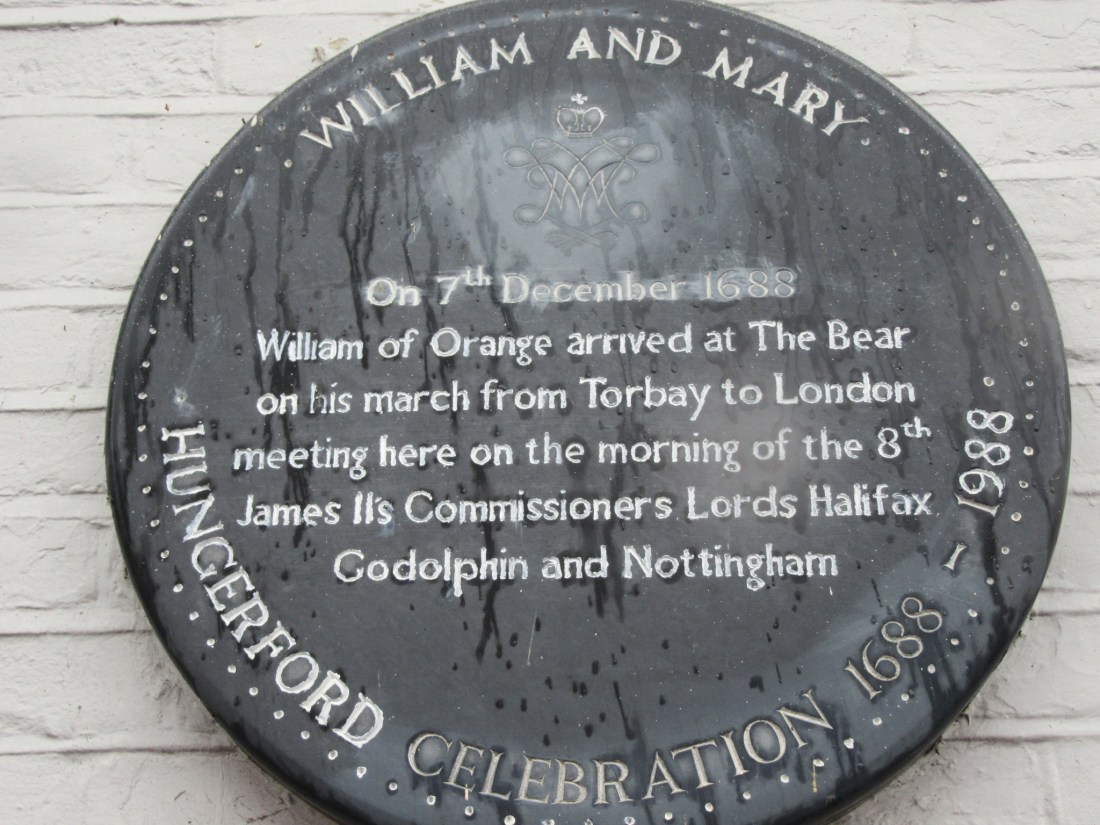 WILLIAM AND MARY
On 7th December 1688
William of Orange arrived at The Bear
on his march from Torbay to London
meeting here on the morning of the 8th
James II's Commissioners Lords Halifax
Godolphin and Nottingham
HUNGERFORD CELEBRATION 1688 - 1988